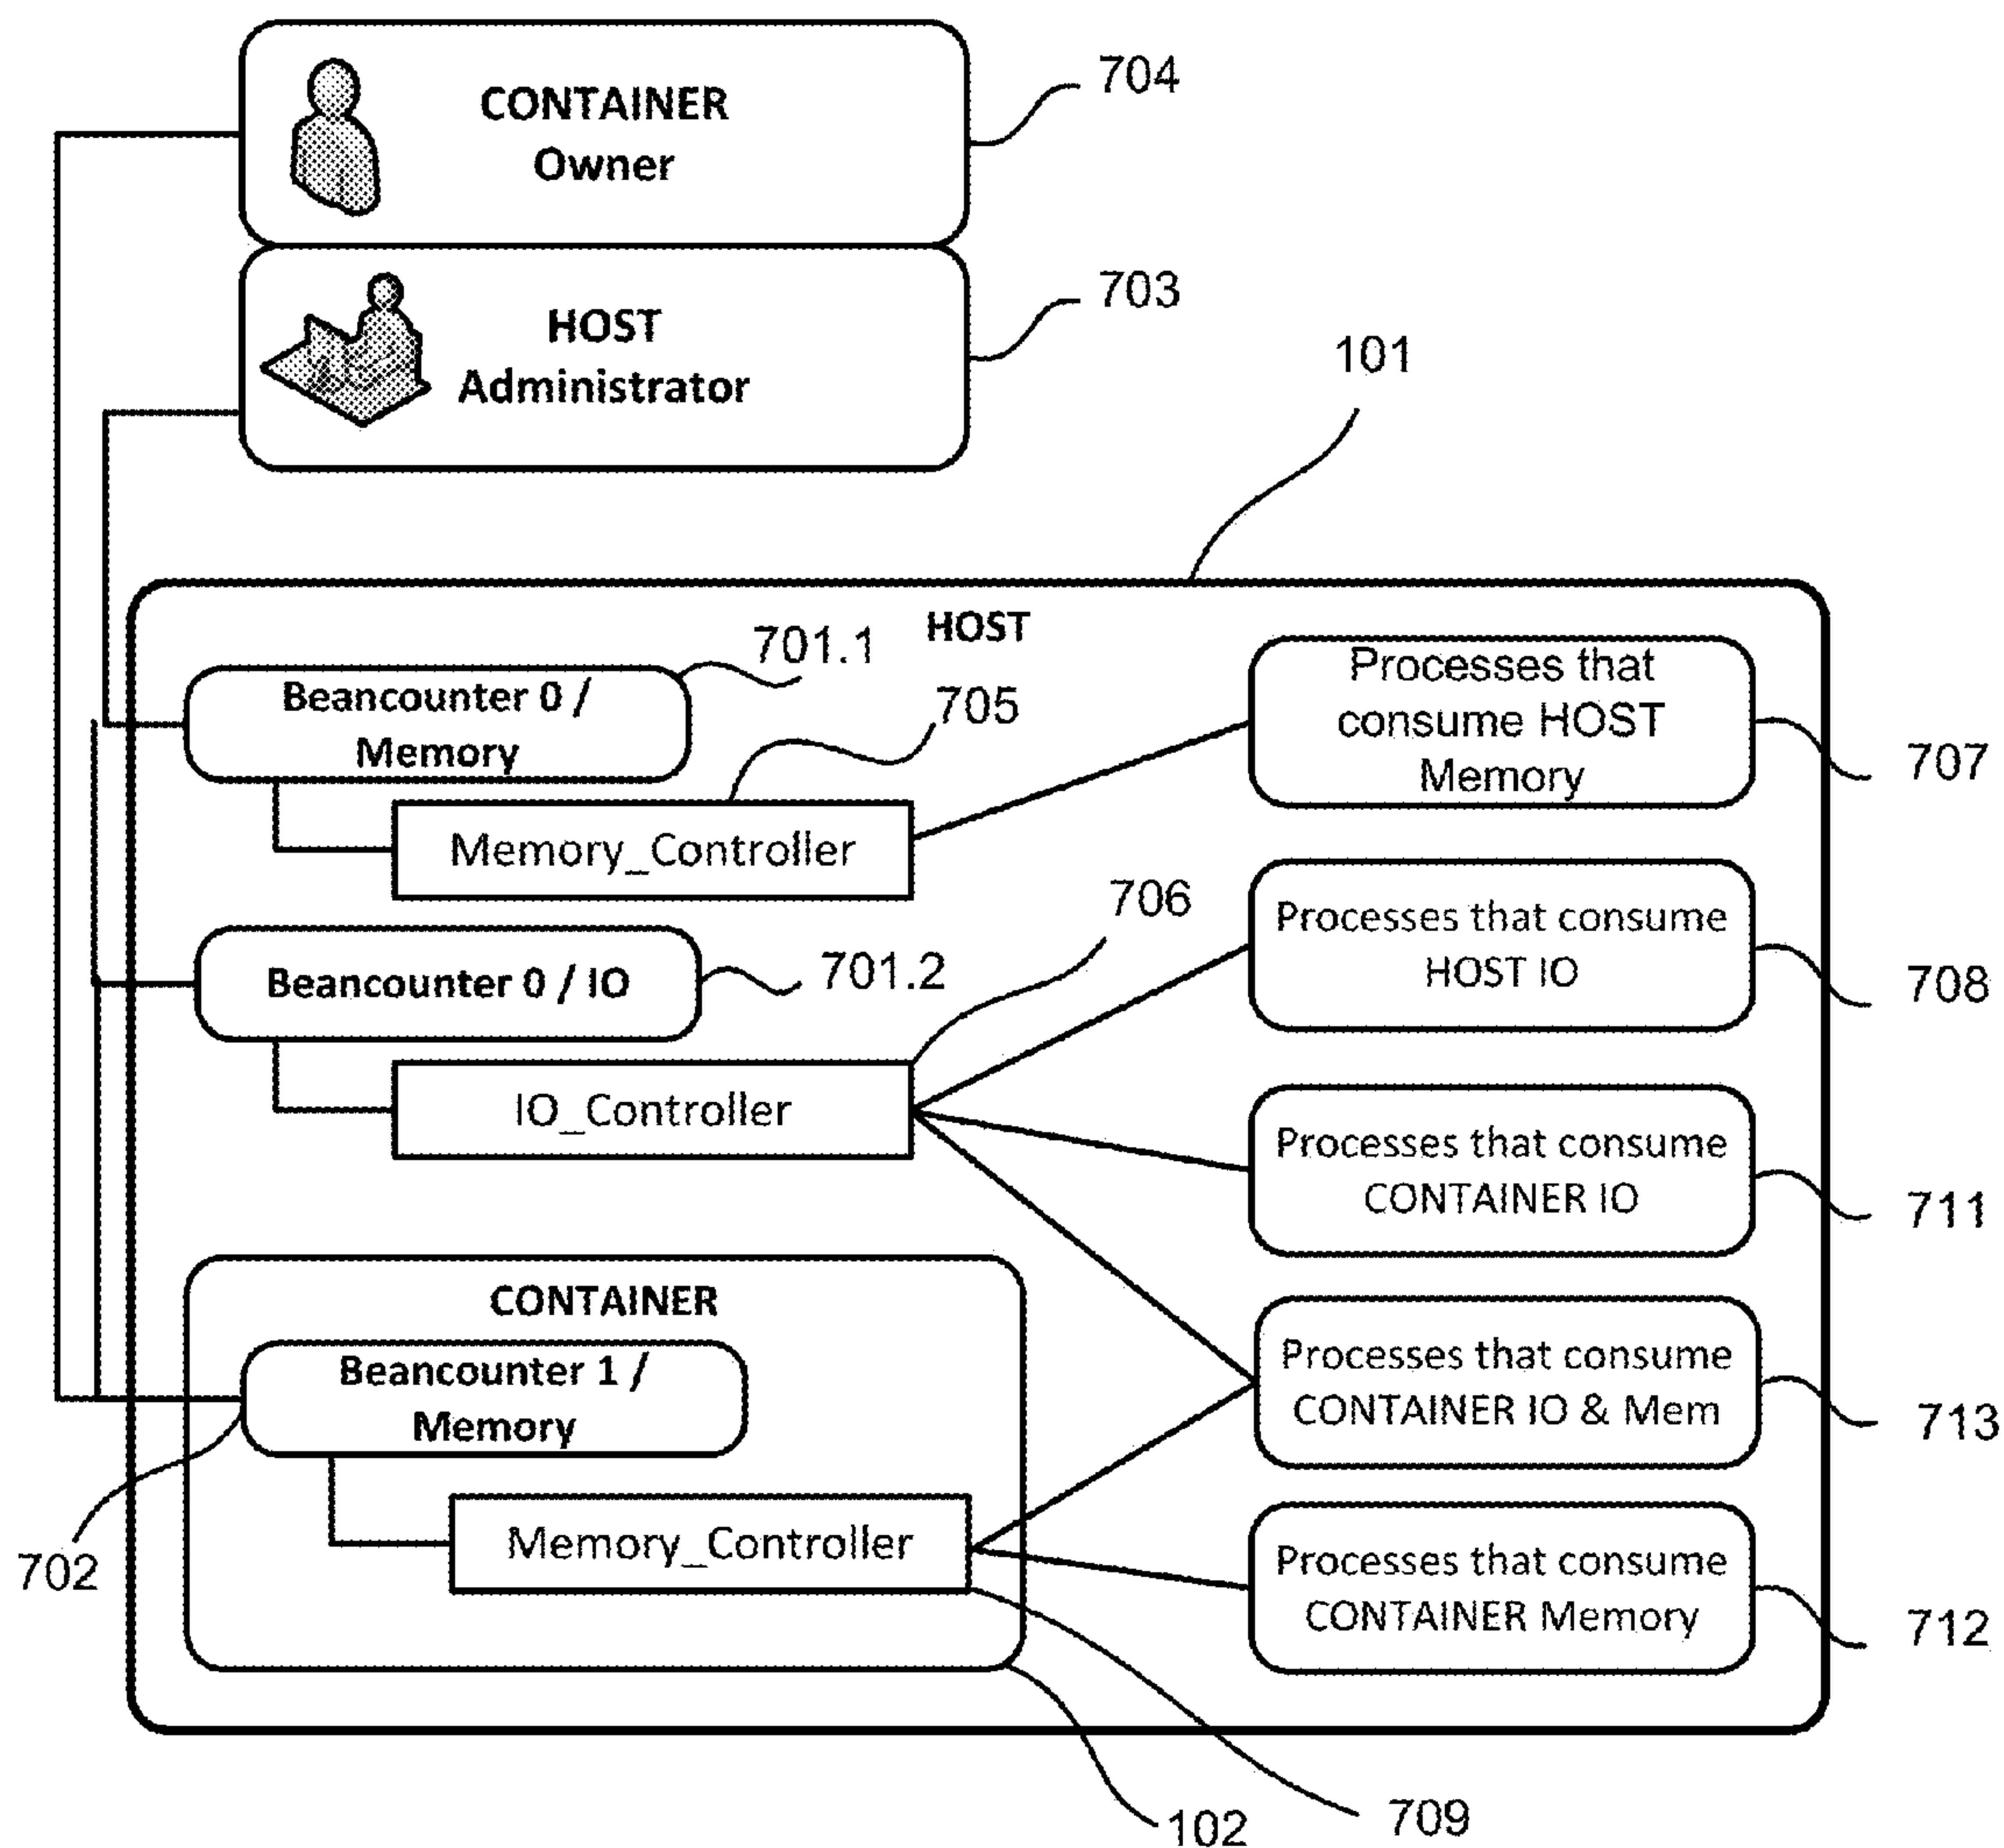 CONTAINER
Owner
704
HOST
Administrator
703
101
HOST
701.1
Beancounter 0 /
Memory
705
Memory_Controller
Processes that
consume HOST
Memory
707
706
Beancounter 0 / IO
701.2
Processes that consume
HOST IO
708
IO_Controller
Processes that consume
CONTAINER IO
711
CONTAINER
Beancounter 1 /
Memory
Processes that consume
CONTAINER IO & Mem
713
702
Memory_Controller
Processes that consume
CONTAINER Memory
712
102
709